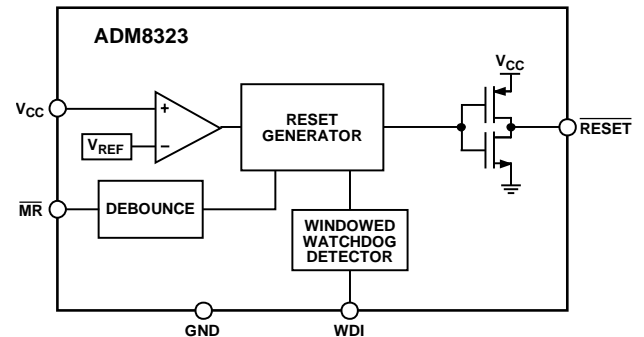 ADM8323
VCC
VCC
+
RESET
GENERATOR
RESET
VREF
−
MR
DEBOUNCE
WINDOWED
WATCHDOG
DETECTOR
GND
WDI